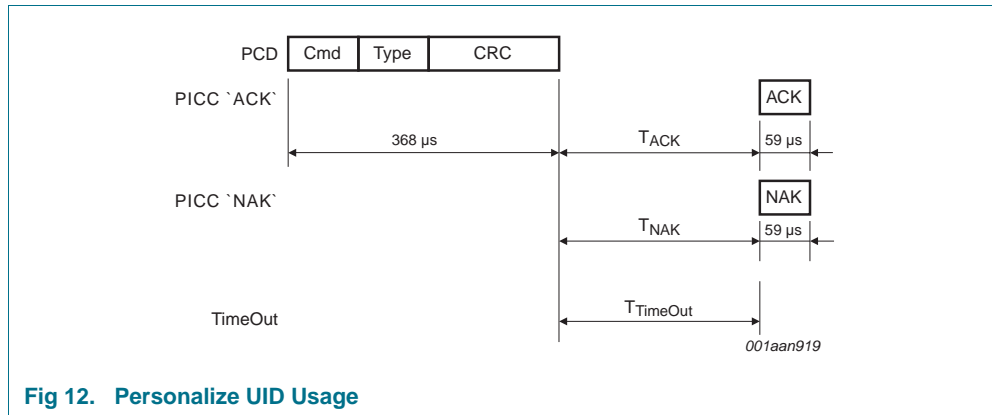 PCD Cmd Type CRC
PICC `ACK` ACK
368 µs TACK 59 µs
PICC `NAK` NAK
TNAK 59 µs
TimeOut TTimeOut
001aan919
Fig 12. Personalize UID Usage